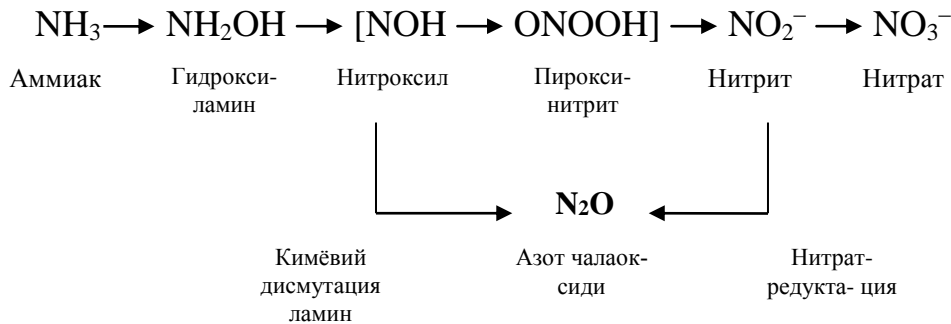 NH₃ → NH₂OH → [NOH → ONOOH] → NO₂⁻ → NO₃⁻
Аммиак Гидрокси- Нитроксил Пирокси- Нитрит Нитрат
ламин нитрит
N₂O
Кимёвий Азот чалаок- Нитрат-
дисмутация сиди редукта- ция
ламин